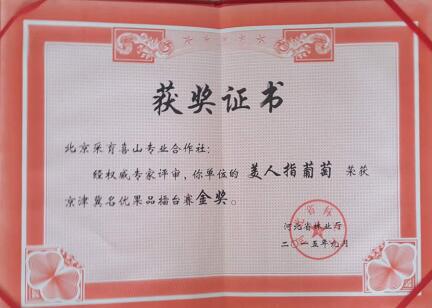 获奖证书
北京采育喜山专业合作社：
经权威专家评审，你单位的 美人指葡萄 荣获
京津冀名优果品擂台赛金奖。
河北省林业厅
二〇一五年九月